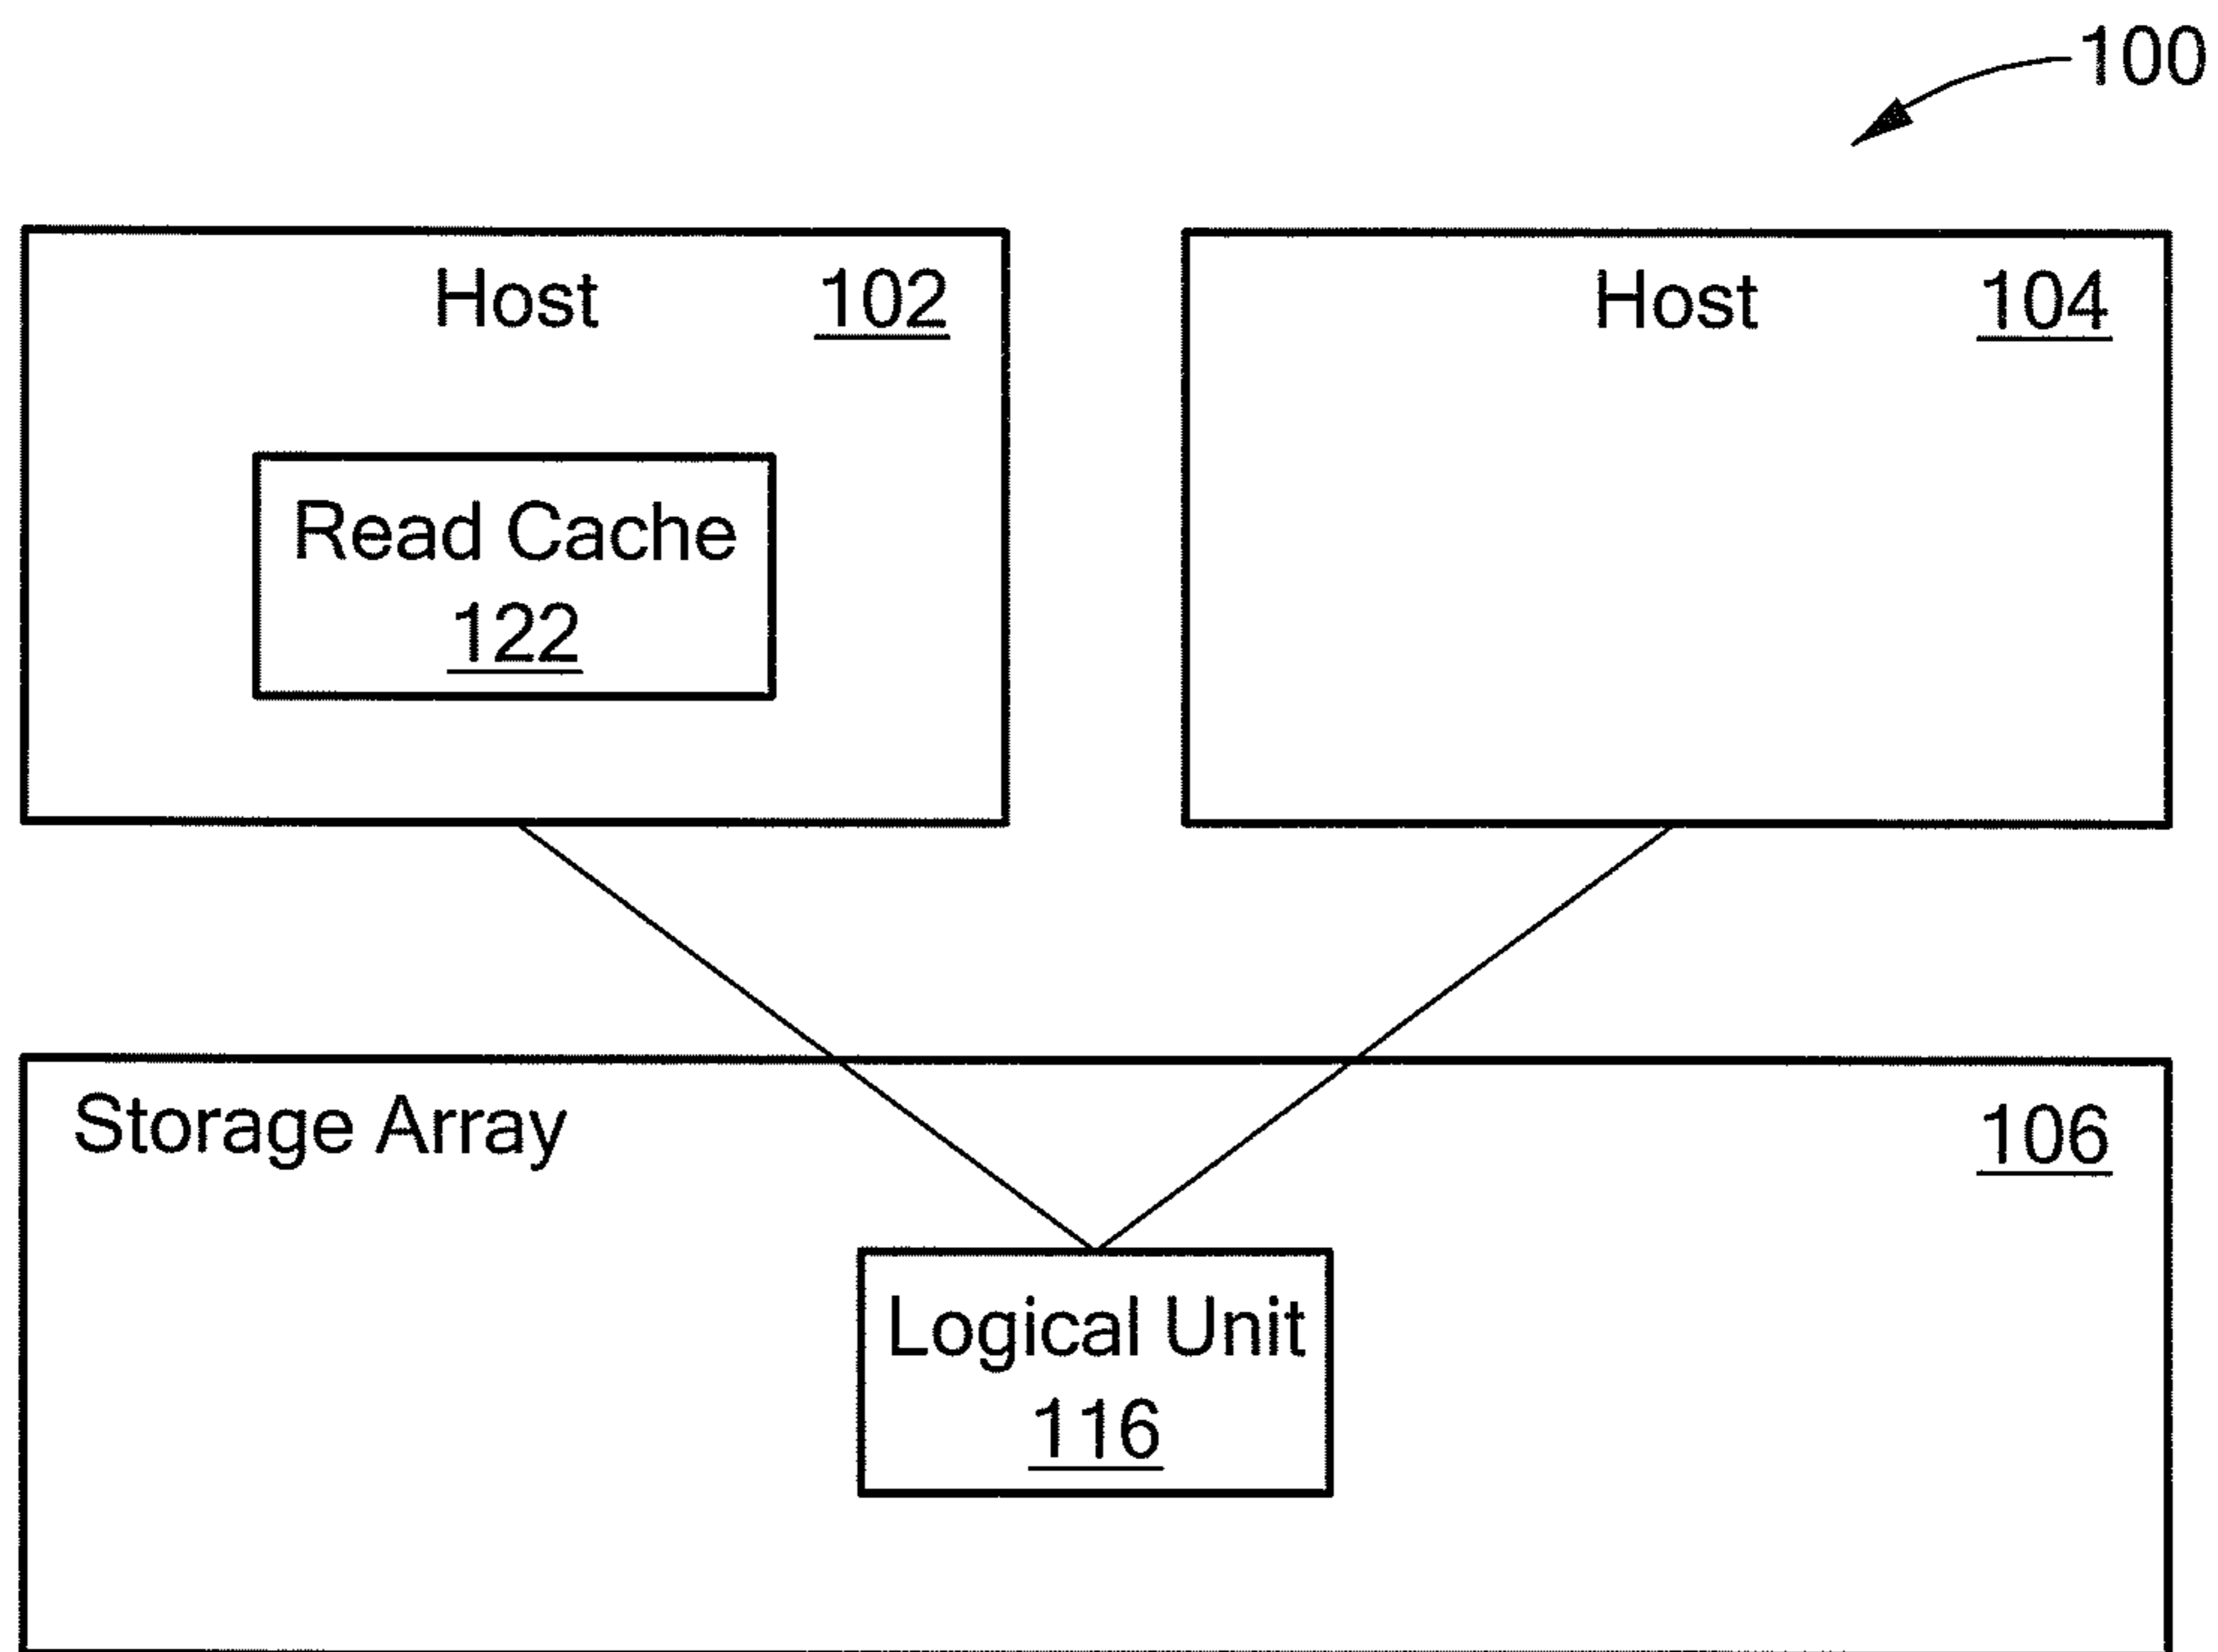 100
Host 102
Host 104
Read Cache
122
Storage Array 106
Logical Unit
116